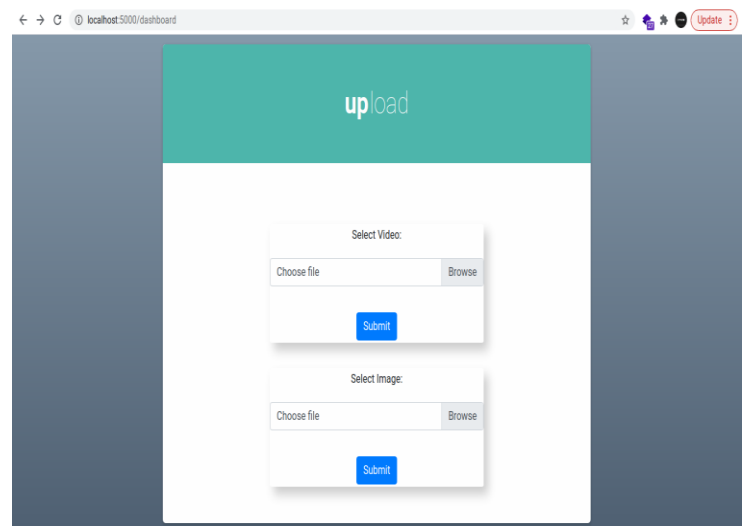 localhost:5000/dashboard
Update
upload
Select Video:
Choose file Browse
Submit
Select Image:
Choose file Browse
Submit